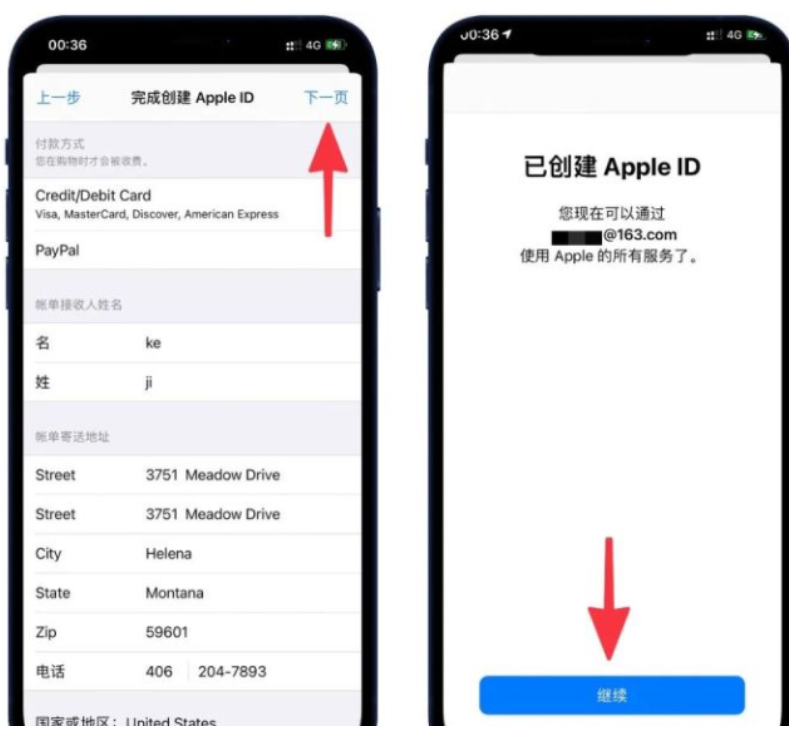 00:36
4G
上一步
完成创建 Apple ID
下一页
付款方式
您在购物时才会被收费。
Credit/Debit Card
Visa, MasterCard, Discover, American Express
PayPal
帐单接收人姓名
名 ke
姓 ji
帐单寄送地址
Street 3751 Meadow Drive
Street 3751 Meadow Drive
City Helena
State Montana
Zip 59601
电话 406 204-7893
国家或地区：United States
00:36
4G
已创建 Apple ID
您现在可以通过
@163.com
使用 Apple 的所有服务了。
继续